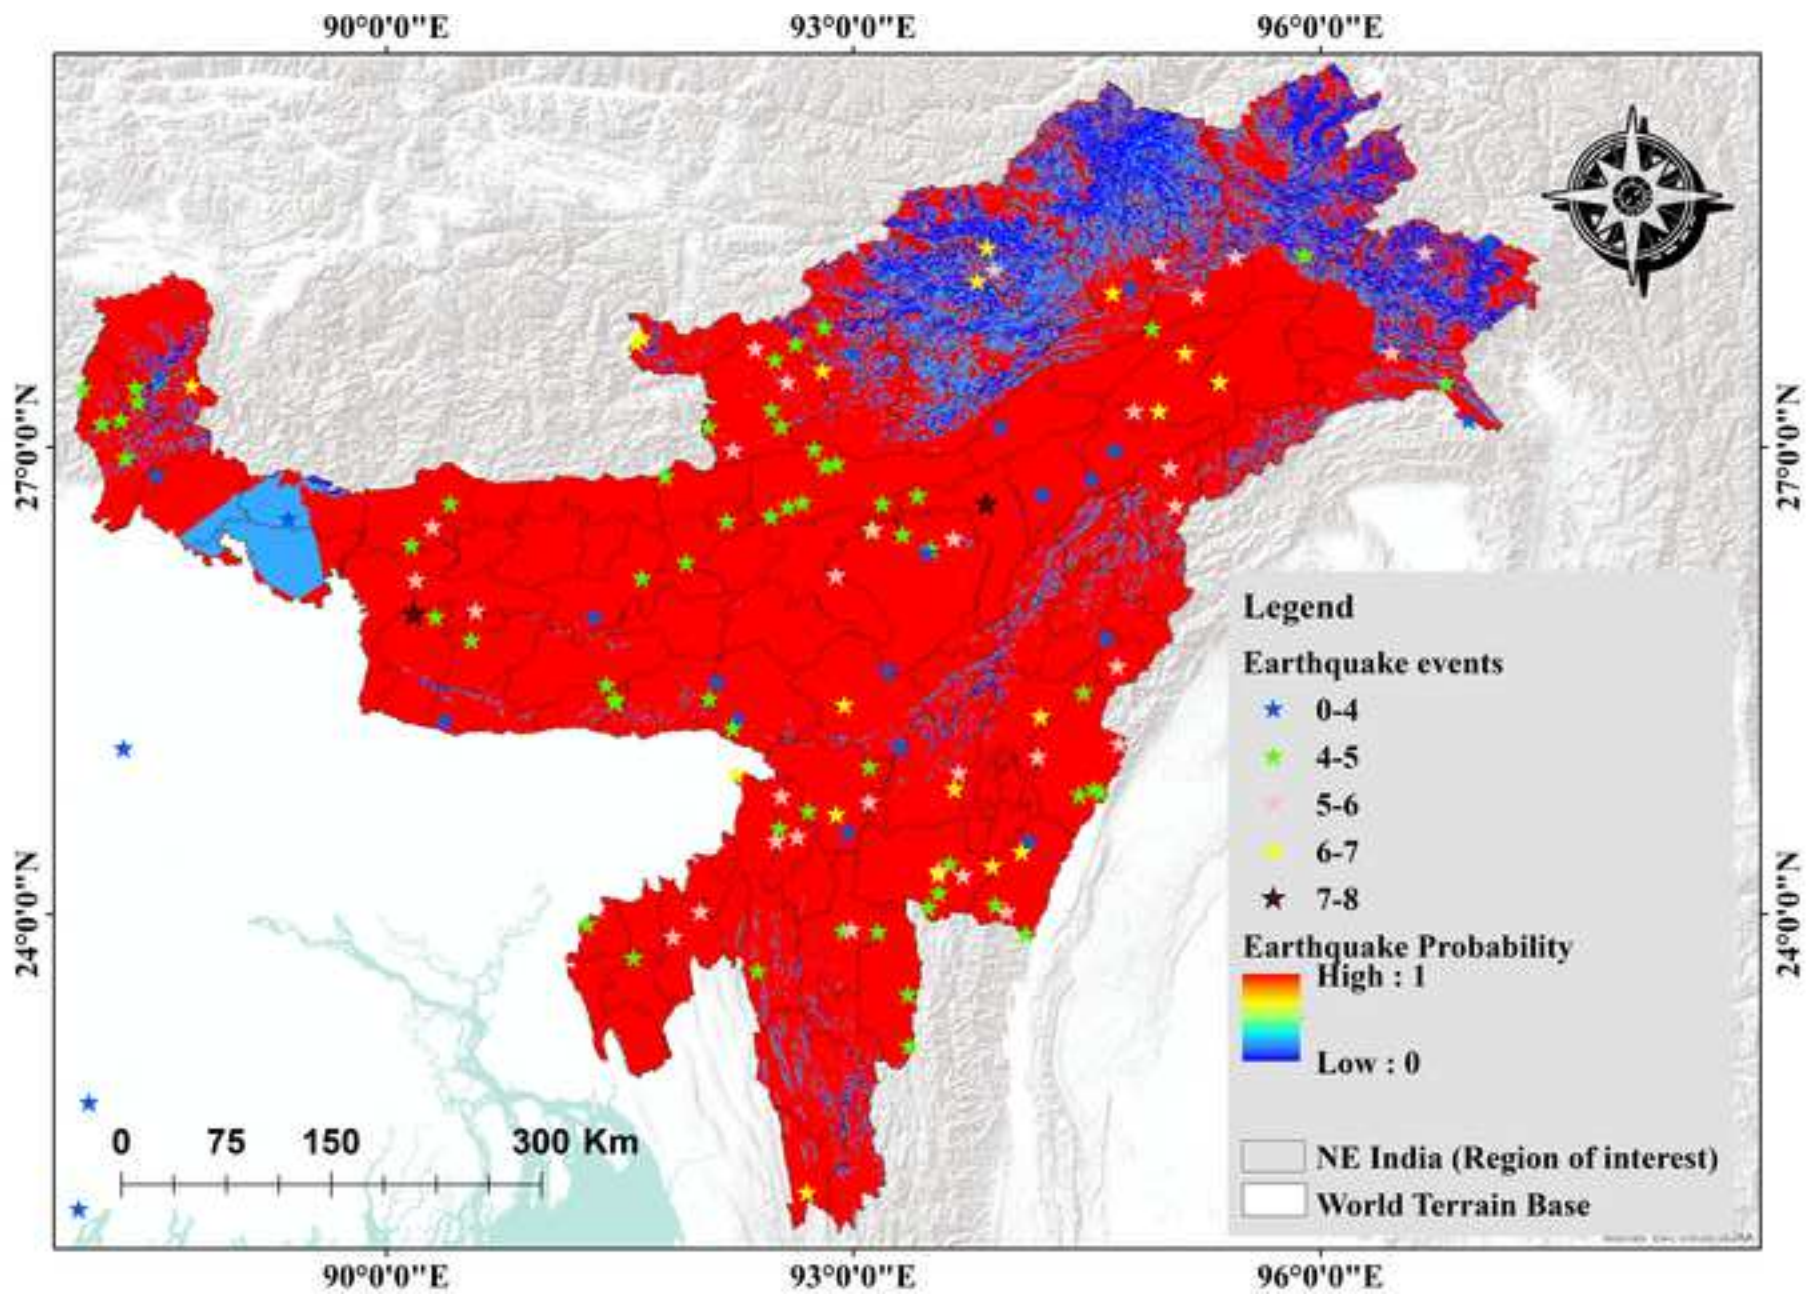 90°0'0"E 93°0'0"E 96°0'0"E
27°0'0"N 27°0'0"N
24°0'0"N 24°0'0"N
Legend
Earthquake events
0-4
4-5
5-6
6-7
7-8
Earthquake Probability
High : 1
Low : 0
NE India (Region of interest)
World Terrain Base
0 75 150 300 Km
90°0'0"E 93°0'0"E 96°0'0"E